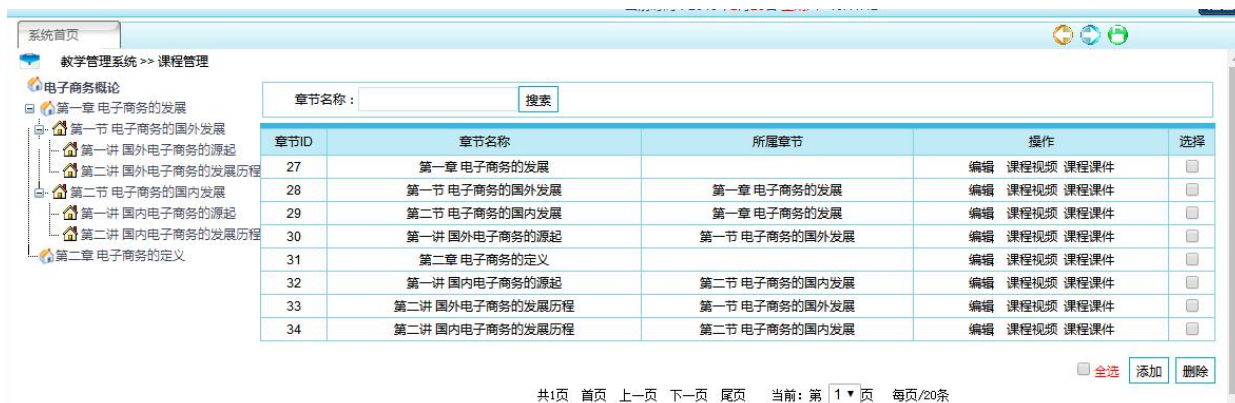 系统首页
教学管理系统 >> 课程管理
电子商务概论
第一章 电子商务的发展
第一节 电子商务的国外发展
第一讲 国外电子商务的源起
第二讲 国外电子商务的发展历程
第二节 电子商务的国内发展
第一讲 国内电子商务的源起
第二讲 国内电子商务的发展历程
第二章 电子商务的定义
章节名称： 搜索
章节ID 章节名称 所属章节 操作 选择
27 第一章 电子商务的发展 编辑 课程视频 课程课件
28 第一节 电子商务的国外发展 第一章 电子商务的发展 编辑 课程视频 课程课件
29 第二节 电子商务的国内发展 第一章 电子商务的发展 编辑 课程视频 课程课件
30 第一讲 国外电子商务的源起 第一节 电子商务的国外发展 编辑 课程视频 课程课件
31 第二章 电子商务的定义 编辑 课程视频 课程课件
32 第一讲 国内电子商务的源起 第二节 电子商务的国内发展 编辑 课程视频 课程课件
33 第二讲 国外电子商务的发展历程 第一节 电子商务的国外发展 编辑 课程视频 课程课件
34 第二讲 国内电子商务的发展历程 第二节 电子商务的国内发展 编辑 课程视频 课程课件
全选 添加 删除
共1页 首页 上一页 下一页 尾页 当前: 第 1 页 每页/20条